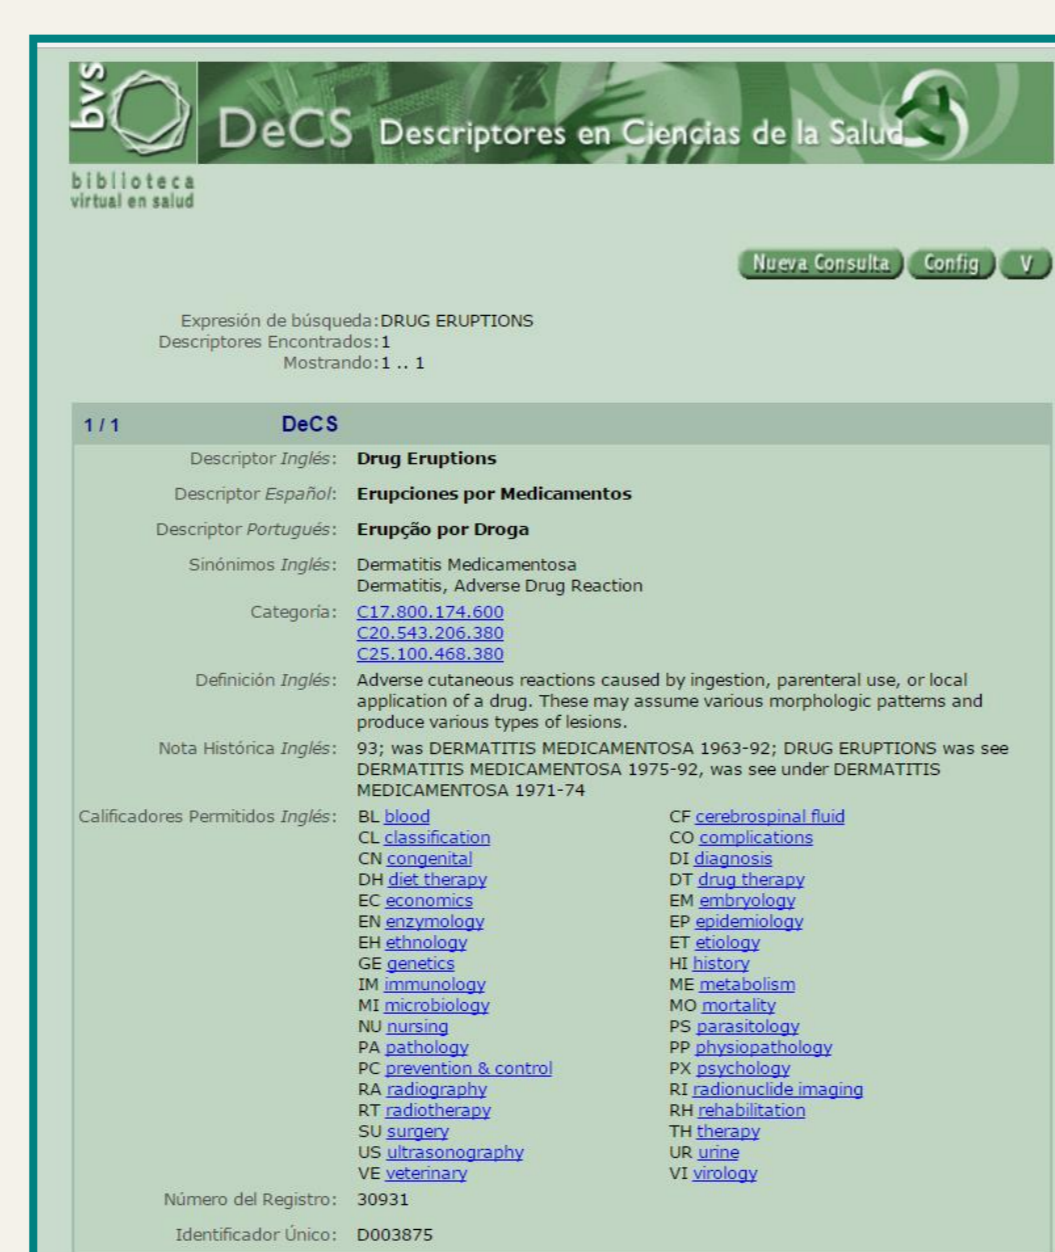 bvs
DeCS Descriptores en Ciencias de la Salud
biblioteca
virtual en salud
Nueva Consulta Config V
Expresión de búsqueda: DRUG ERUPTIONS
Descriptores Encontrados: 1
Mostrando: 1 .. 1
1 / 1 DeCS
Descriptor Inglés: Drug Eruptions
Descriptor Español: Erupciones por Medicamentos
Descriptor Portugués: Erupção por Droga
Sinónimos Inglés: Dermatitis Medicamentosa
Dermatitis, Adverse Drug Reaction
Categoría: C17.800.174.600
C20.543.206.380
C25.100.468.380
Definición Inglés: Adverse cutaneous reactions caused by ingestion, parenteral use, or local
application of a drug. These may assume various morphologic patterns and
produce various types of lesions.
Nota Histórica Inglés: 93; was DERMATITIS MEDICAMENTOSA 1963-92; DRUG ERUPTIONS was see
DERMATITIS MEDICAMENTOSA 1975-92, was see under DERMATITIS
MEDICAMENTOSA 1971-74
Calificadores Permitidos Inglés: BL blood CF cerebrospinal fluid
CL classification CO complications
CN congenital DI diagnosis
DH diet therapy DT drug therapy
EC economics EM embryology
EN enzymology EP epidemiology
EH ethnology ET etiology
GE genetics HI history
IM immunology ME metabolism
MI microbiology MO mortality
NU nursing PS parasitology
PA pathology PP physiopathology
PC prevention & control PX psychology
RA radiography RI radionuclide imaging
RT radiotherapy RH rehabilitation
SU surgery TH therapy
US ultrasonography UR urine
VE veterinary VI virology
Número del Registro: 30931
Identificador Único: D003875